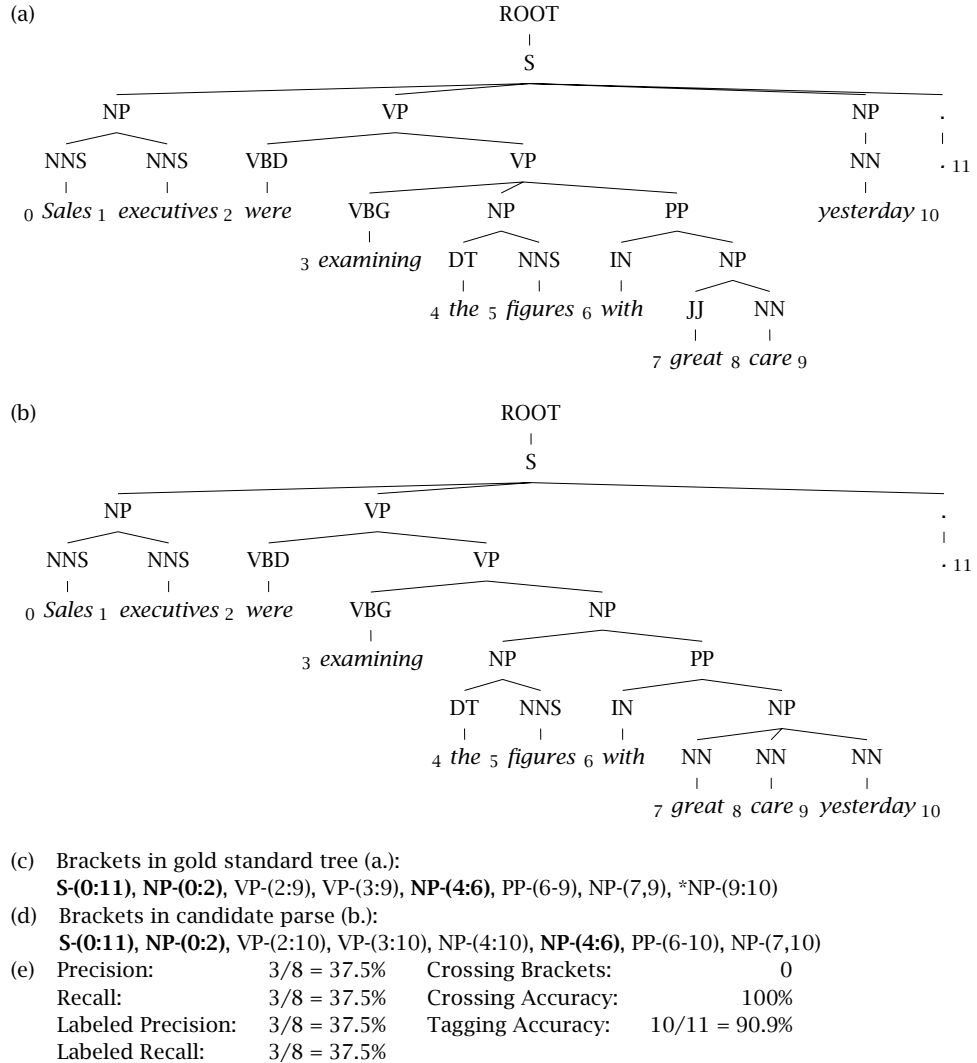 (a) ROOT
S
NP VP NP .
NNS NNS VBD VP NN . 11
0 Sales 1 executives 2 were VBG NP PP yesterday 10
3 examining DT NNS IN NP
4 the 5 figures 6 with JJ NN
7 great 8 care 9
(b) ROOT
S
NP VP .
NNS NNS VBD VP . 11
0 Sales 1 executives 2 were VBG NP
3 examining NP PP
DT NNS IN NP
4 the 5 figures 6 with NN NN NN
7 great 8 care 9 yesterday 10
(c) Brackets in gold standard tree (a.):
S-(0:11), NP-(0:2), VP-(2:9), VP-(3:9), NP-(4:6), PP-(6-9), NP-(7,9), *NP-(9:10)
(d) Brackets in candidate parse (b.):
S-(0:11), NP-(0:2), VP-(2:10), VP-(3:10), NP-(4:10), NP-(4:6), PP-(6-10), NP-(7,10)
(e) Precision: 3/8 = 37.5% Crossing Brackets: 0
Recall: 3/8 = 37.5% Crossing Accuracy: 100%
Labeled Precision: 3/8 = 37.5% Tagging Accuracy: 10/11 = 90.9%
Labeled Recall: 3/8 = 37.5%